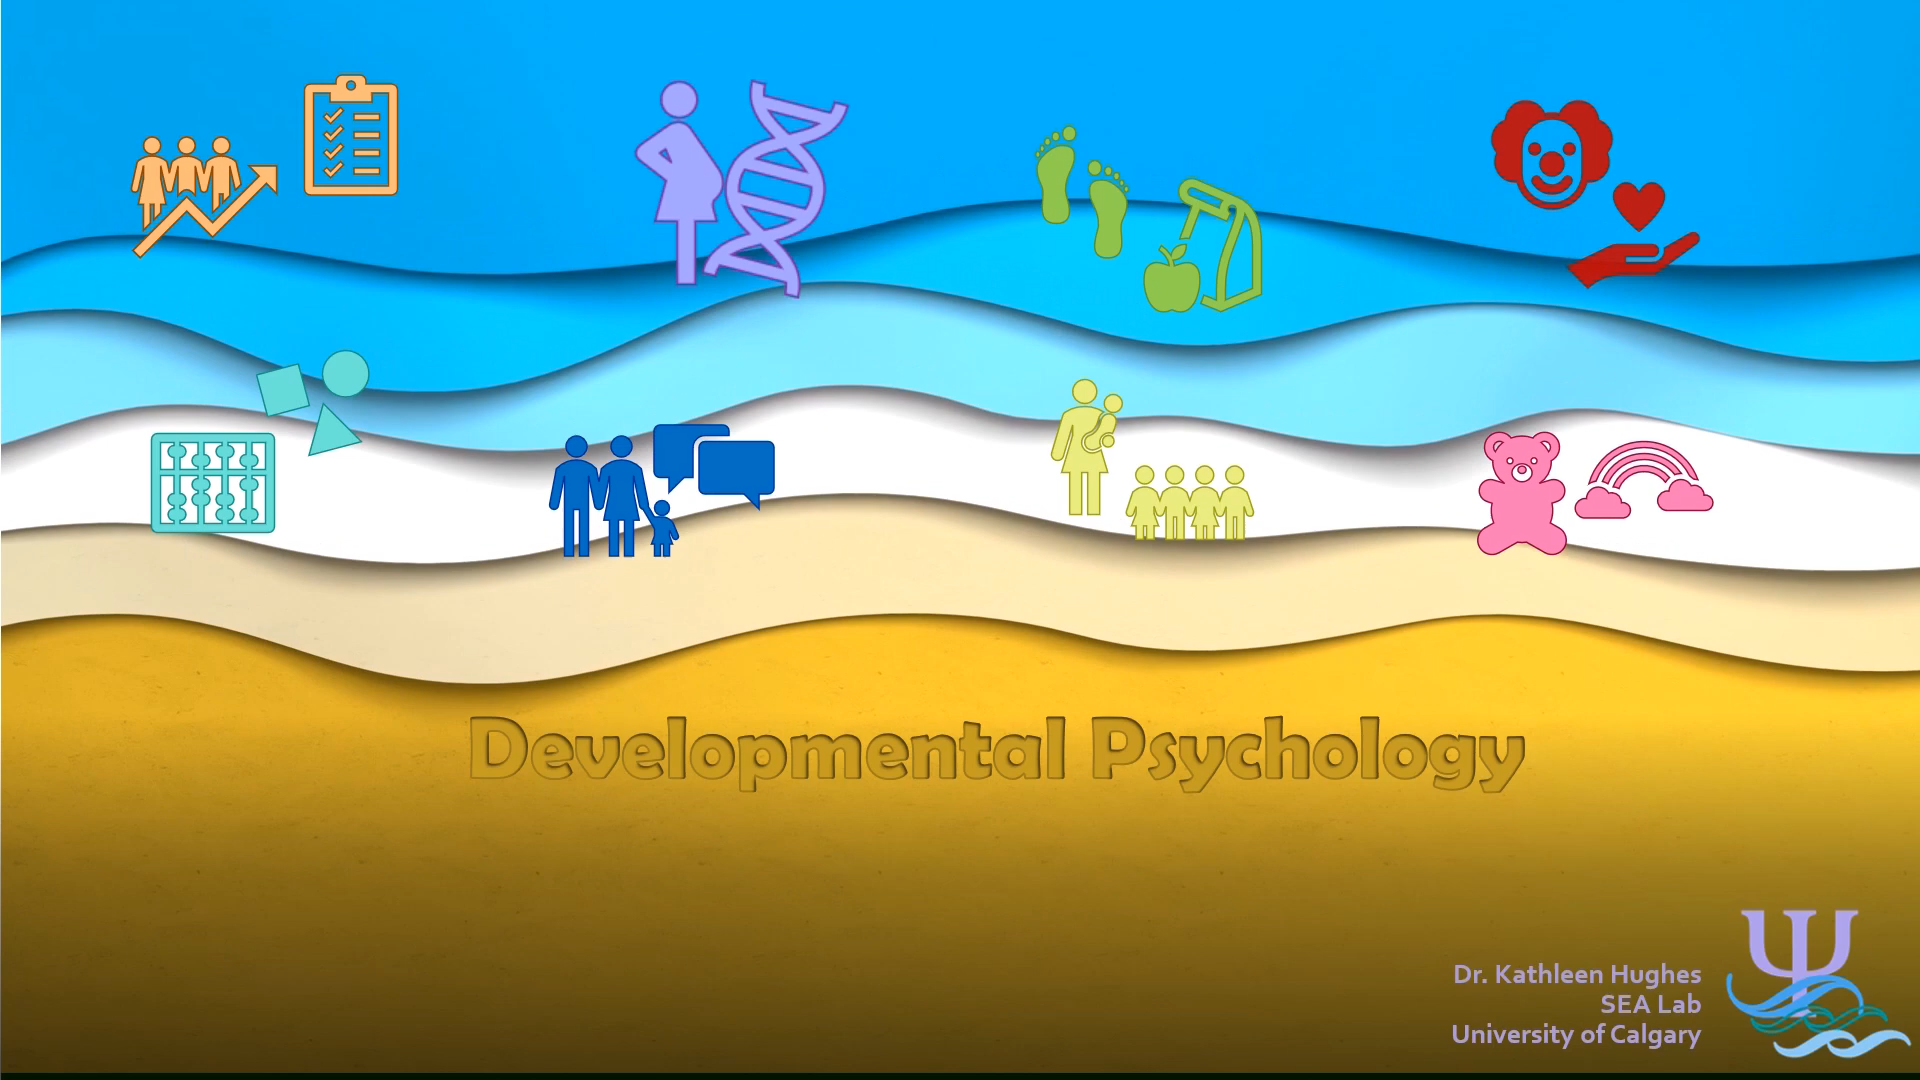 Developmental Psychology
Dr. Kathleen Hughes
SEA Lab
University of Calgary